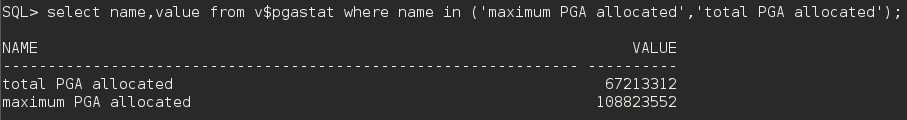 SQL> select name,value from v$pgastat where name in ('maximum PGA allocated','total PGA allocated');
NAME VALUE
---------------------------------------------------------------- ----------
total PGA allocated 67213312
maximum PGA allocated 108823552